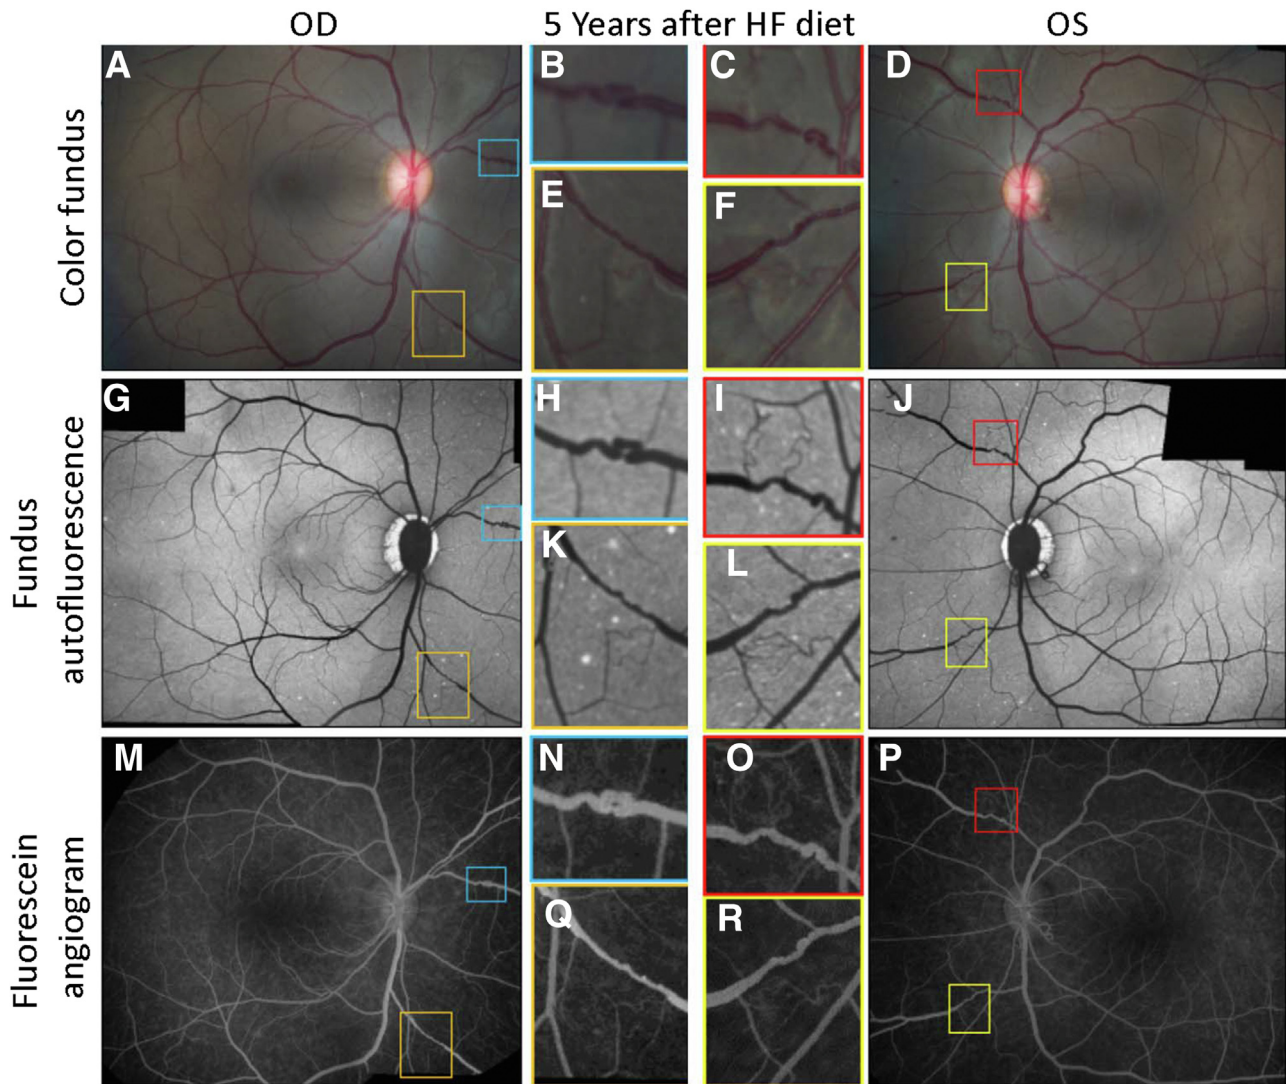 OD
5 Years after HF diet
OS
Color fundus
A
B
C
D
E
F
Fundus
autofluorescence
G
H
I
J
K
L
Fluorescein
angiogram
M
N
O
P
Q
R